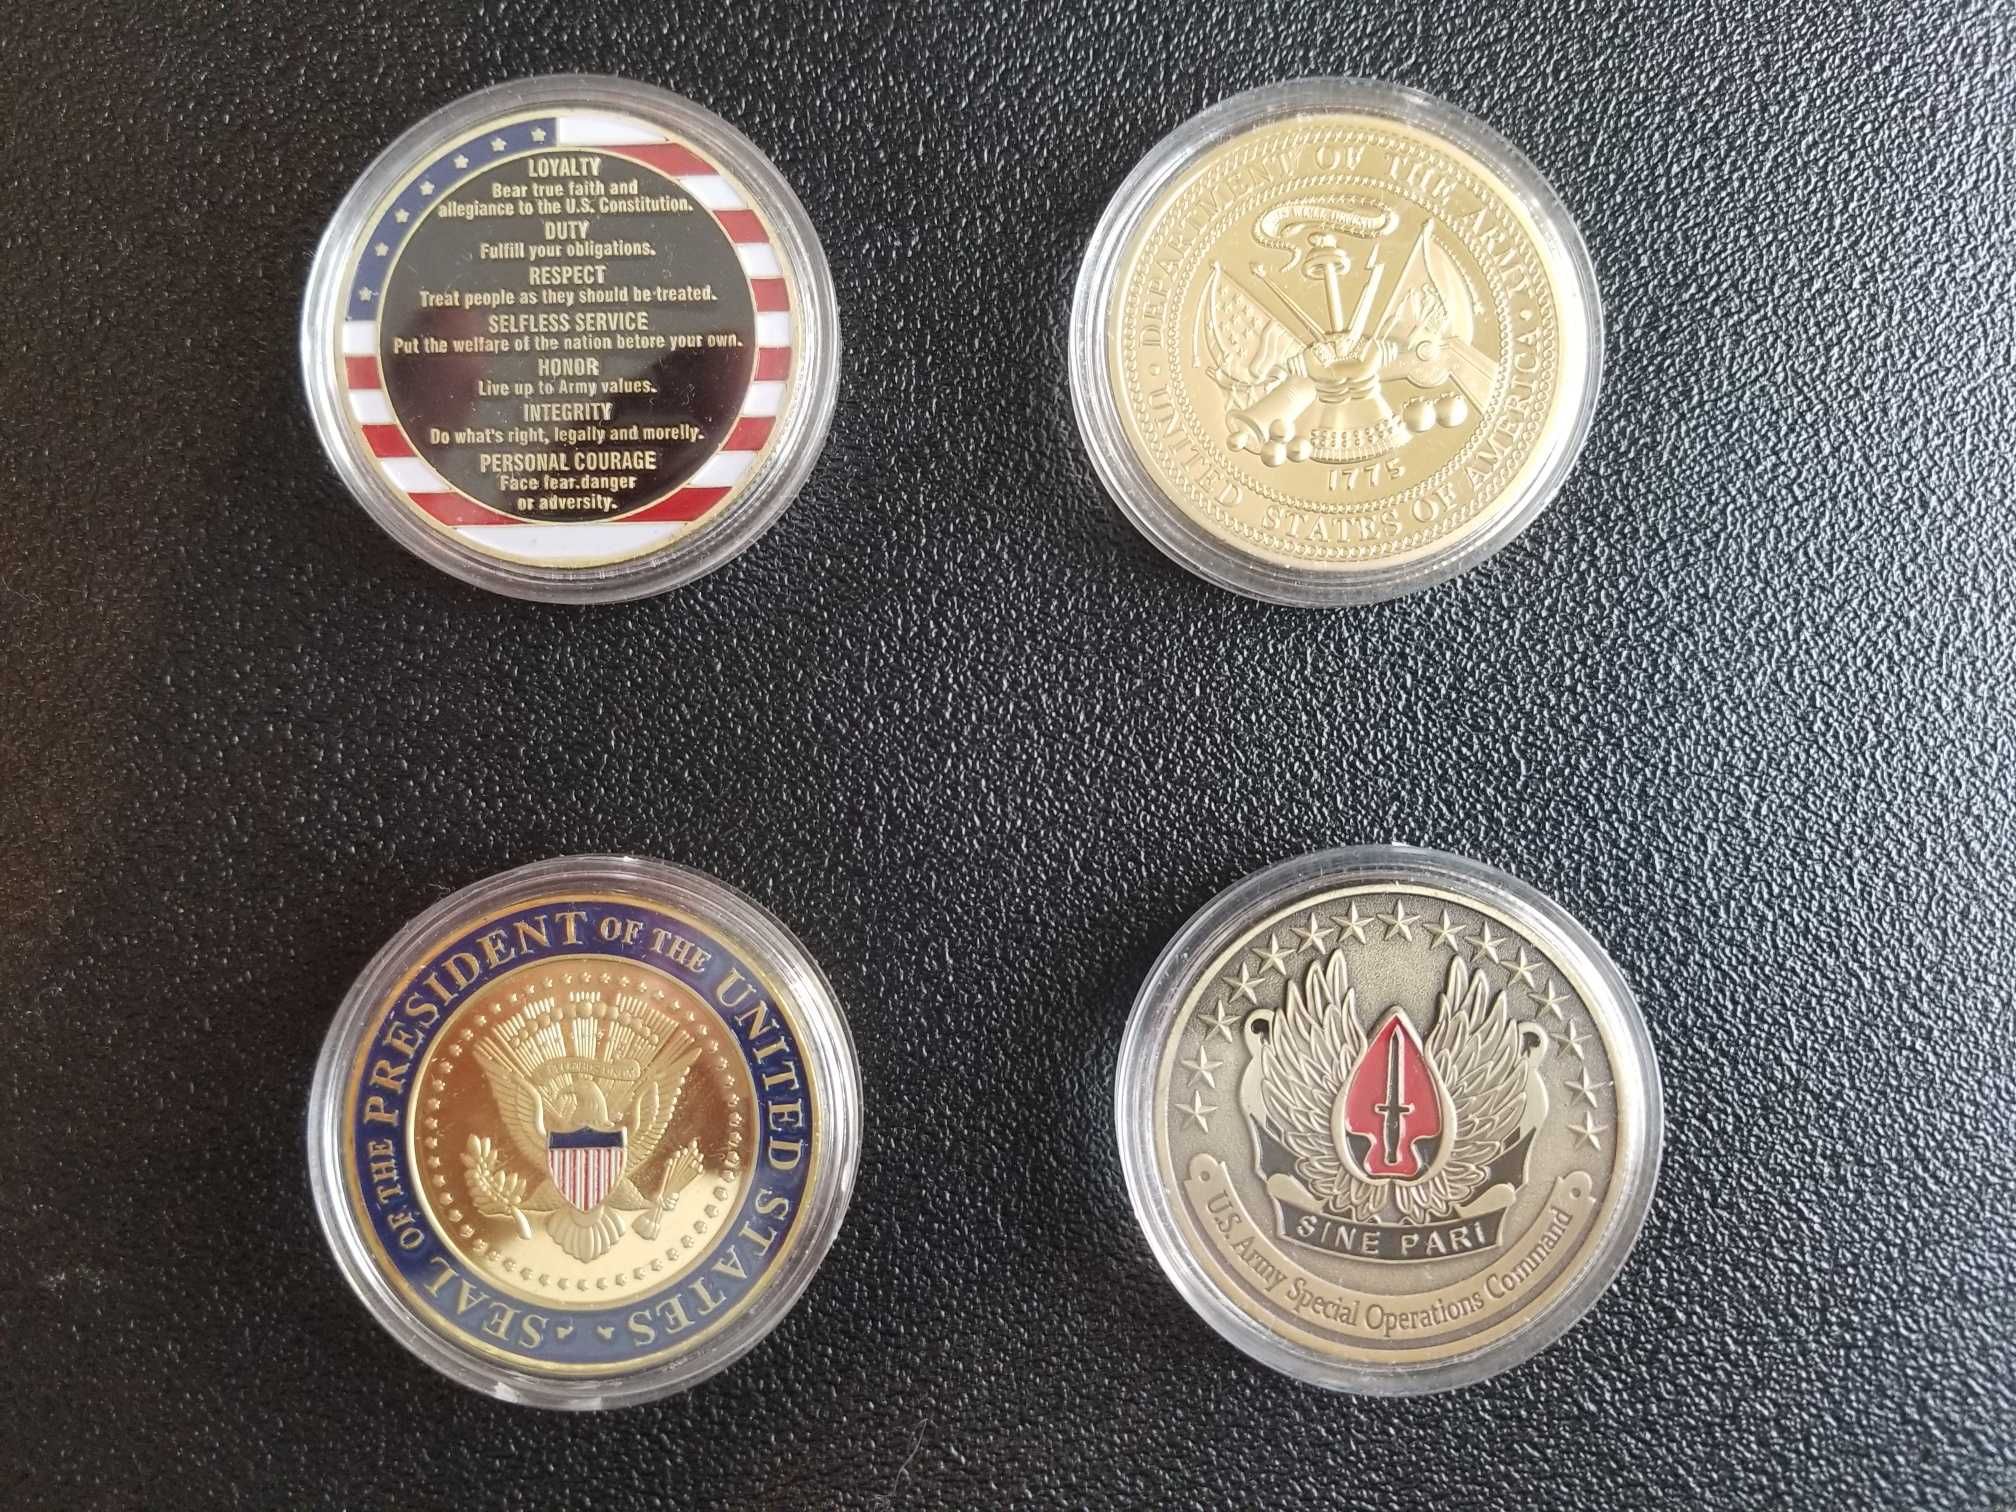 LOYALTY
Bear true faith and
allegiance to the U.S. Constitution.
DUTY
Fulfill your obligations.
RESPECT
Treat people as they should be treated.
SELFLESS SERVICE
Put the welfare of the nation before your own.
HONOR
Live up to Army values.
INTEGRITY
Do what's right, legally and morelly.
PERSONAL COURAGE
Face fear.danger
or adversity.
DEPARTMENT OF THE ARMY
UNITED STATES OF AMERICA
1775
SEAL OF THE PRESIDENT OF THE UNITED STATES
SINE PARI
U.S. Army Special Operations Command